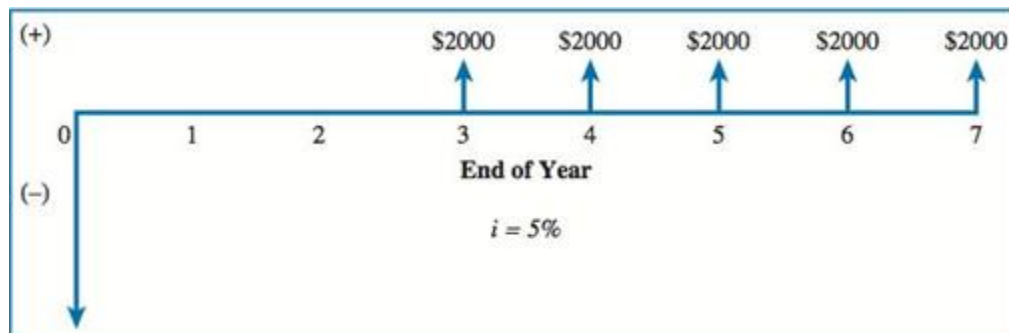 (+)
$2000 $2000 $2000 $2000 $2000
0 1 2 3 4 5 6 7
End of Year
(–)
i = 5%